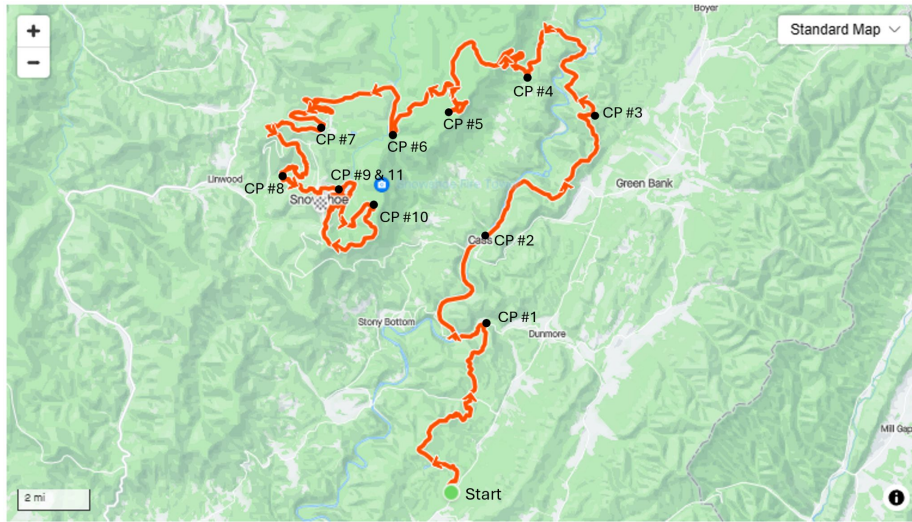 Boyer
+
Standard Map
−
CP #4
CP #3
CP #5
CP #7
CP #6
CP #9 & 11
Linwood
CP #8
Green Bank
CP #10
Cass
CP #2
CP #1
Stony Bottom
Dunmore
Mill Gap
2 mi
Start